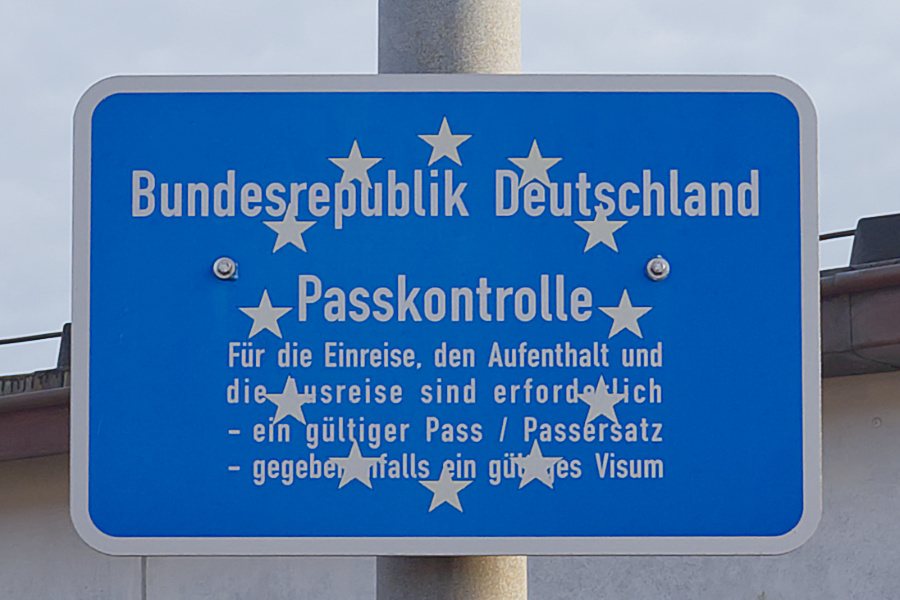 Bundesrepublik Deutschland
Passkontrolle
Für die Einreise, den Aufenthalt und
die Ausreise sind erforderlich
- ein gültiger Pass / Passersatz
- gegebenenfalls ein gültiges Visum